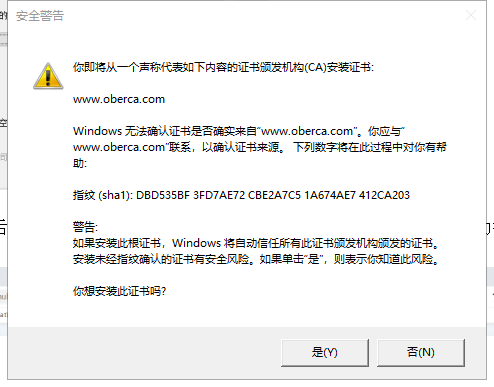 安全警告
你即将从一个声称代表如下内容的证书颁发机构(CA)安装证书:
www.oberca.com
Windows 无法确认证书是否确实来自"www.oberca.com"。你应与"
www.oberca.com"联系，以确认证书来源。 下列数字将在此过程中对你有帮
助:
指纹 (sha1): DBD535BF 3FD7AE72 CBE2A7C5 1A674AE7 412CA203
警告:
如果安装此根证书，Windows 将自动信任所有此证书颁发机构颁发的证书。
安装未经指纹确认的证书有安全风险。如果单击"是"，则表示你知道此风险。
你想安装此证书吗?
是(Y)
否(N)